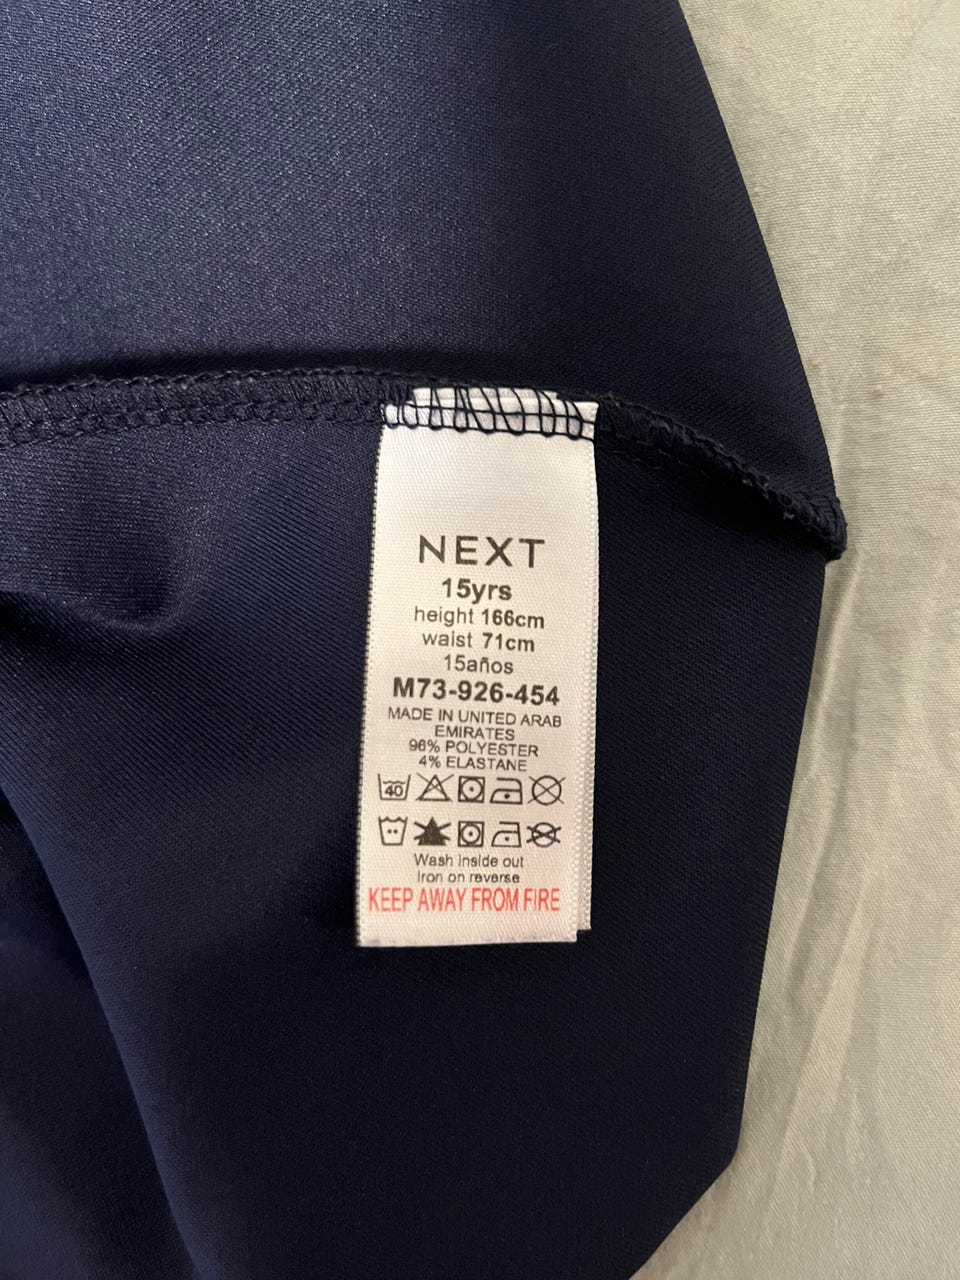 NEXT
15yrs
height 166cm
waist 71cm
15años
M73-926-454
MADE IN UNITED ARAB
EMIRATES
96% POLYESTER
4% ELASTANE
40
Wash inside out
Iron on reverse
KEEP AWAY FROM FIRE